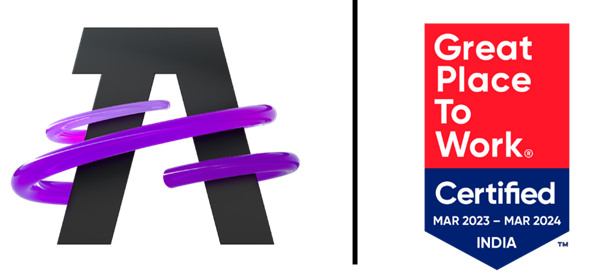 A
Great
Place
To
Work®
Certified
MAR 2023 – MAR 2024
INDIA
™